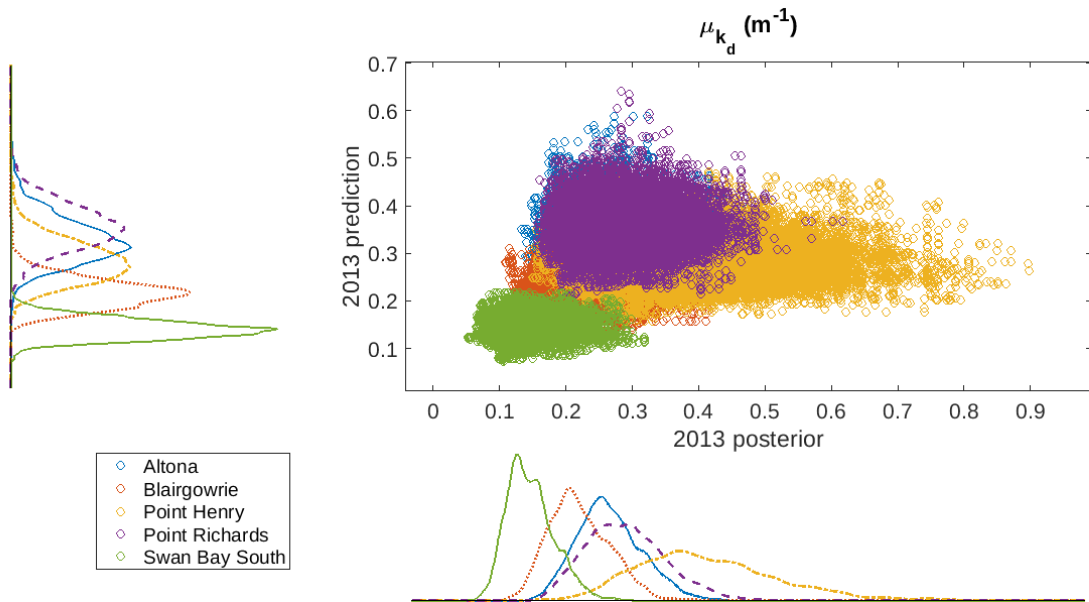 μ_k_d (m^-1)
0.7
0.6
0.5
0.4
0.3
0.2
0.1
2013 prediction
0 0.1 0.2 0.3 0.4 0.5 0.6 0.7 0.8 0.9
2013 posterior
Altona
Blairgowrie
Point Henry
Point Richards
Swan Bay South